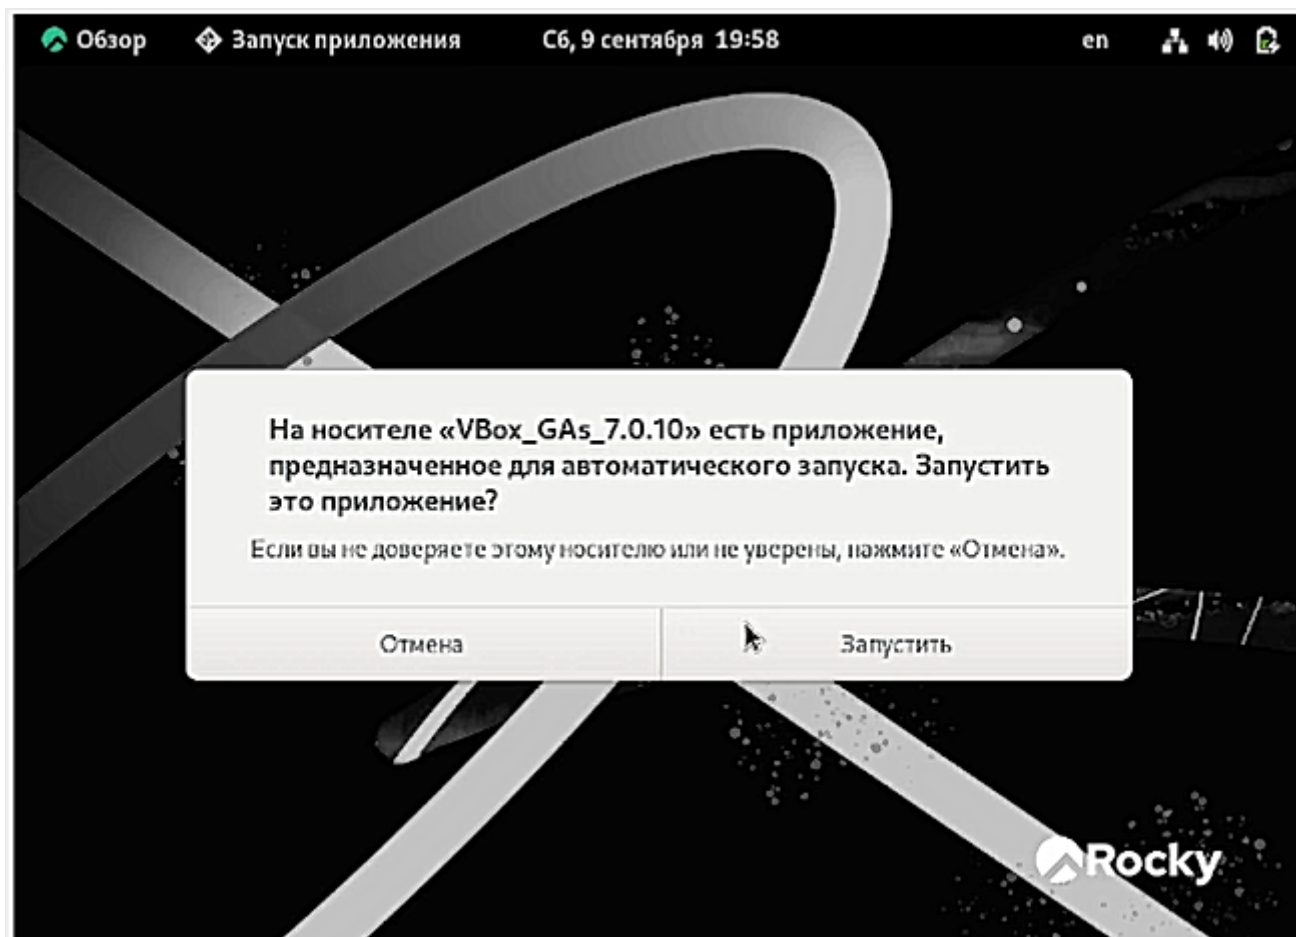 Обзор Запуск приложения Сб, 9 сентября 19:58 en
На носителе «VBox_GAs_7.0.10» есть приложение,
предназначенное для автоматического запуска. Запустить
это приложение?
Если вы не доверяете этому носителю или не уверены, нажмите «Отмена».
Отмена Запустить
Rocky